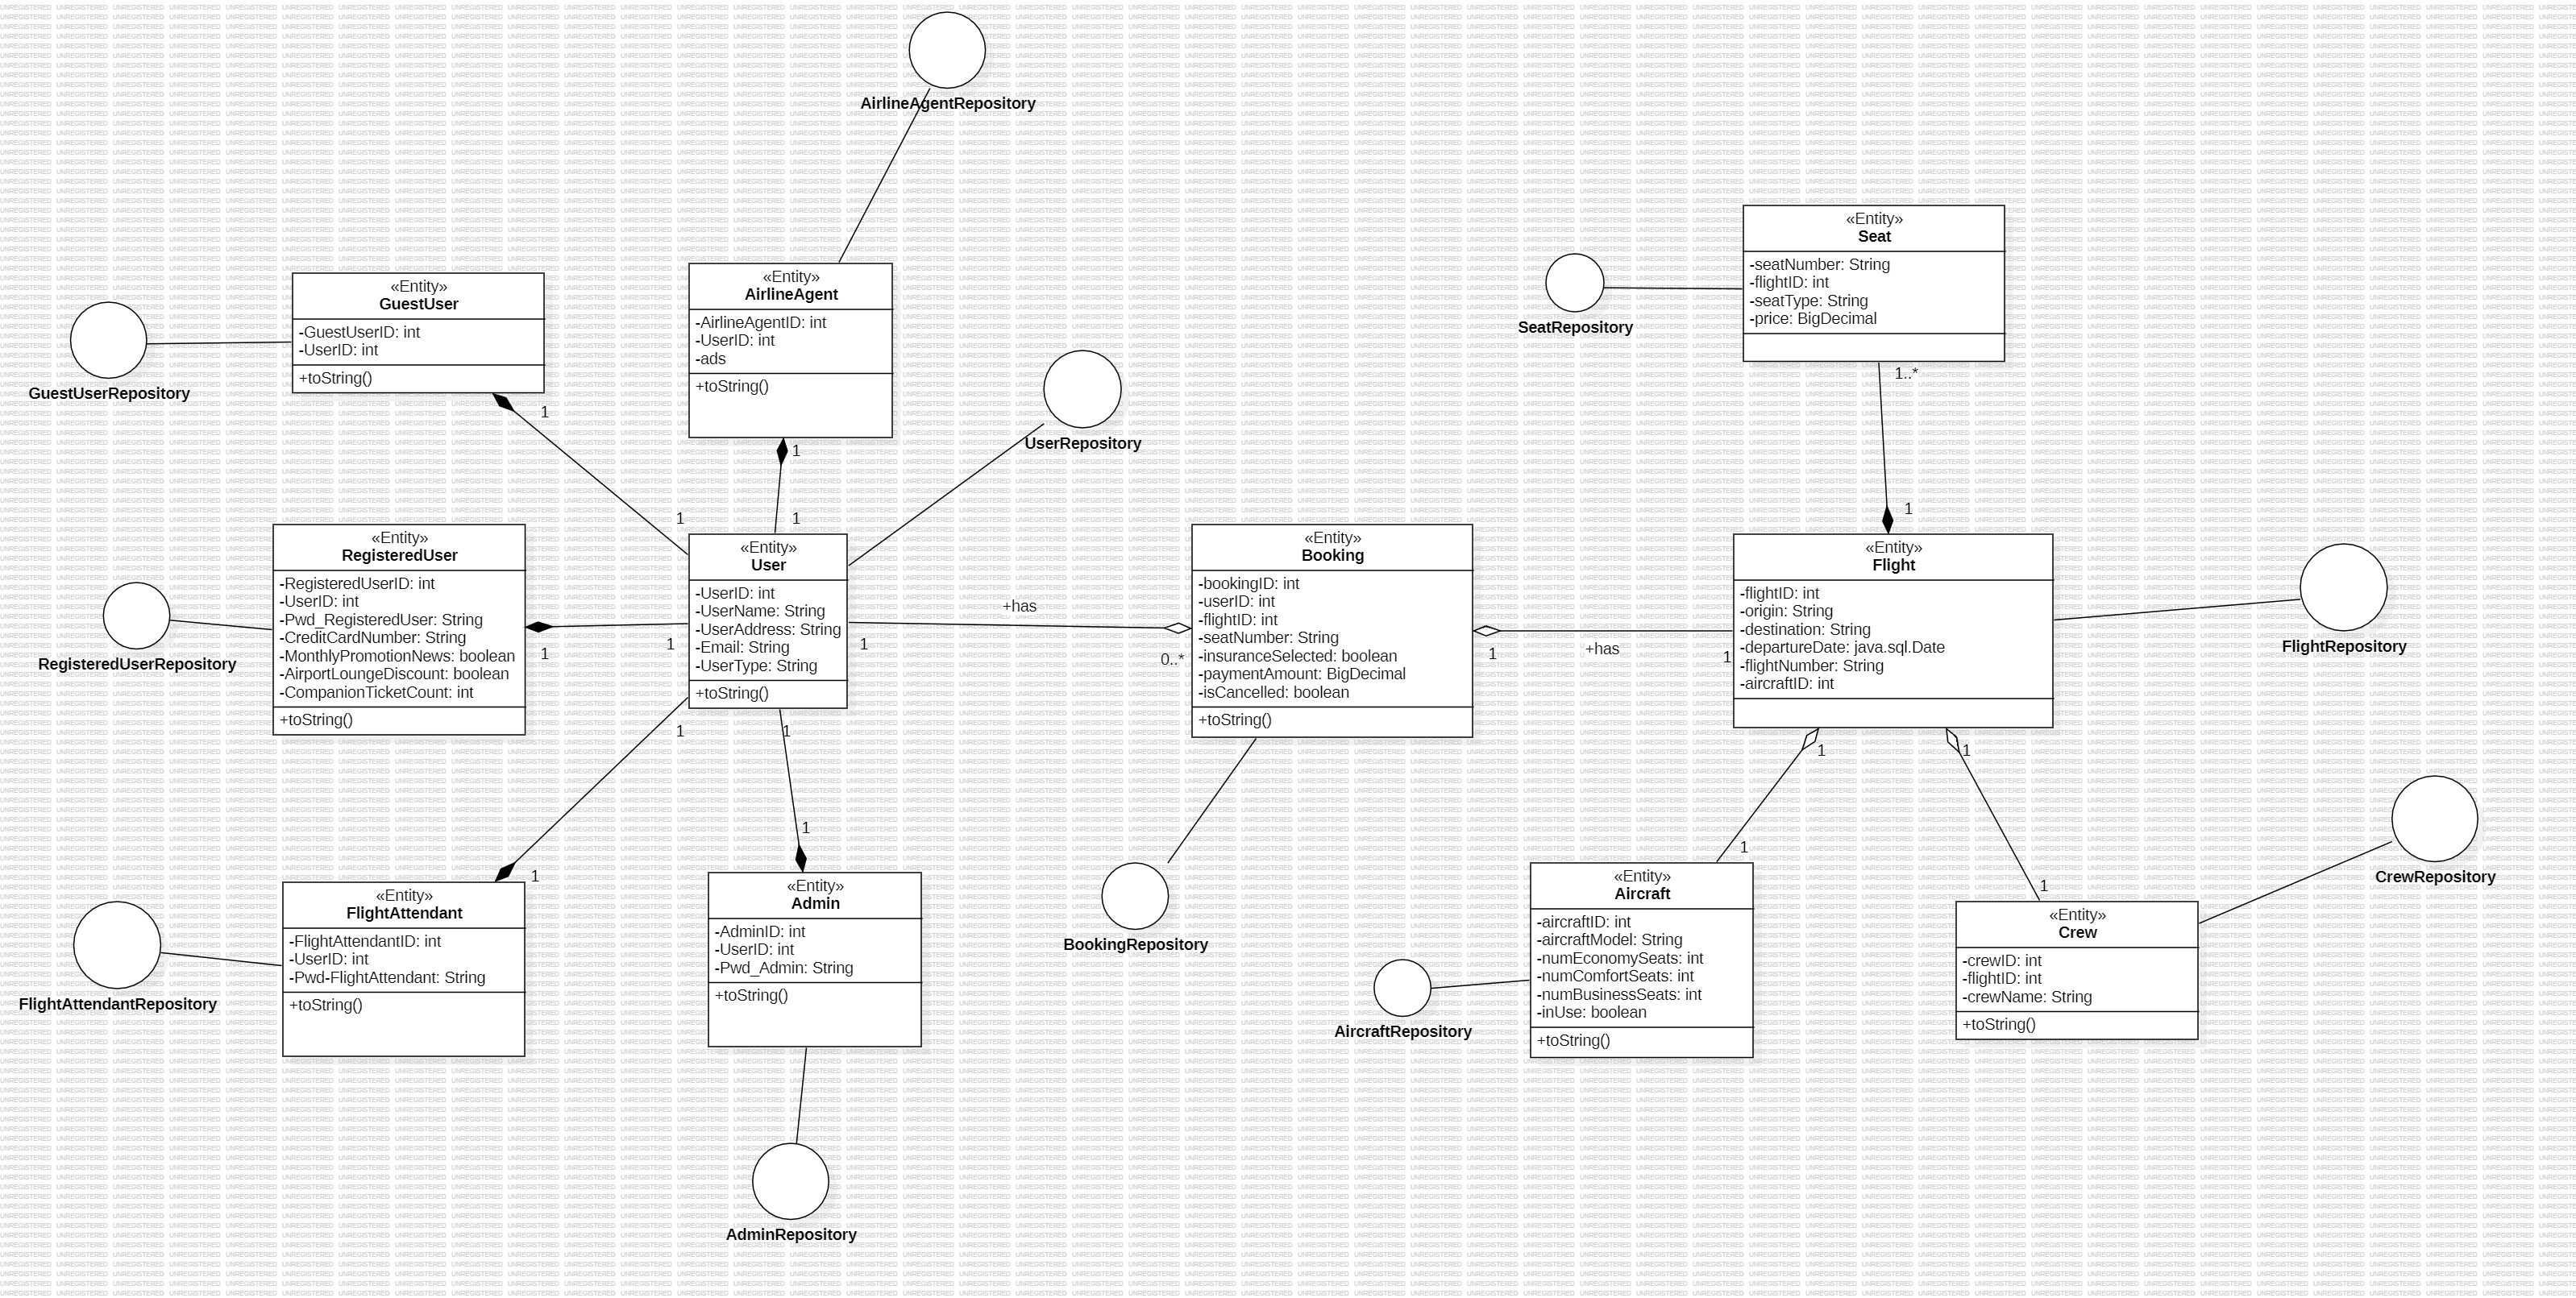 AirlineAgentRepository
«Entity»
Seat
-seatNumber: String
-flightID: int
-seatType: String
-price: BigDecimal
SeatRepository
«Entity»
GuestUser
-GuestUserID: int
-UserID: int
+toString()
GuestUserRepository
«Entity»
AirlineAgent
-AirlineAgentID: int
-UserID: int
-ads
+toString()
UserRepository
1
1
1..*
1
1
1
«Entity»
RegisteredUser
-RegisteredUserID: int
-UserID: int
-Pwd_RegisteredUser: String
-CreditCardNumber: String
-MonthlyPromotionNews: boolean
-AirportLoungeDiscount: boolean
-CompanionTicketCount: int
+toString()
RegisteredUserRepository
1
1
«Entity»
User
-UserID: int
-UserName: String
-UserAddress: String
-Email: String
-UserType: String
+toString()
+has
1
0..*
«Entity»
Booking
-bookingID: int
-userID: int
-flightID: int
-seatNumber: String
-insuranceSelected: boolean
-paymentAmount: BigDecimal
-isCancelled: boolean
+toString()
1
+has
1
«Entity»
Flight
-flightID: int
-origin: String
-destination: String
-departureDate: java.sql.Date
-flightNumber: String
-aircraftID: int
FlightRepository
1
1
1
1
1
1
1
1
«Entity»
FlightAttendant
-FlightAttendantID: int
-UserID: int
-Pwd-FlightAttendant: String
+toString()
FlightAttendantRepository
«Entity»
Admin
-AdminID: int
-UserID: int
-Pwd_Admin: String
+toString()
AdminRepository
BookingRepository
«Entity»
Aircraft
-aircraftID: int
-aircraftModel: String
-numEconomySeats: int
-numComfortSeats: int
-numBusinessSeats: int
-inUse: boolean
+toString()
AircraftRepository
«Entity»
Crew
-crewID: int
-flightID: int
-crewName: String
+toString()
CrewRepository
UNREGISTERED